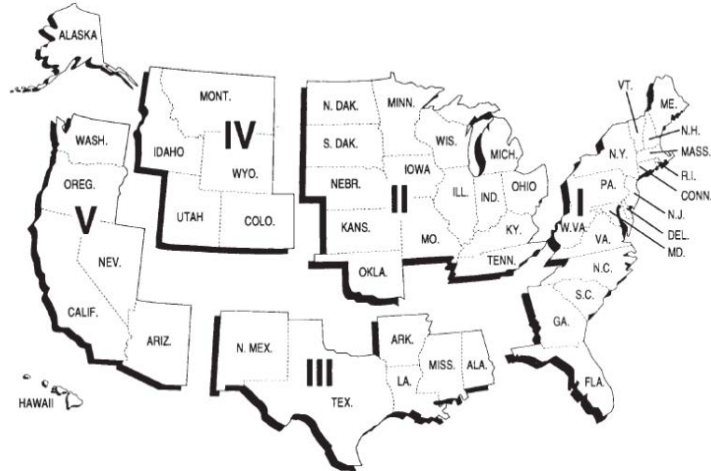 ALASKA
WASH.
OREG.
V
NEV.
CALIF.
ARIZ.
HAWAII
MONT.
IV
IDAHO
WYO.
UTAH
COLO.
N. DAK.
MINN.
S. DAK.
WIS.
MICH.
NEBR.
IOWA
II
ILL.
IND.
OHIO
KANS.
MO.
KY.
OKLA.
TENN.
N. MEX.
III
TEX.
ARK.
LA.
MISS.
ALA.
VT.
ME.
N.H.
MASS.
N.Y.
R.I.
CONN.
PA.
I
N.J.
DEL.
MD.
W.VA.
VA.
N.C.
S.C.
GA.
FLA.